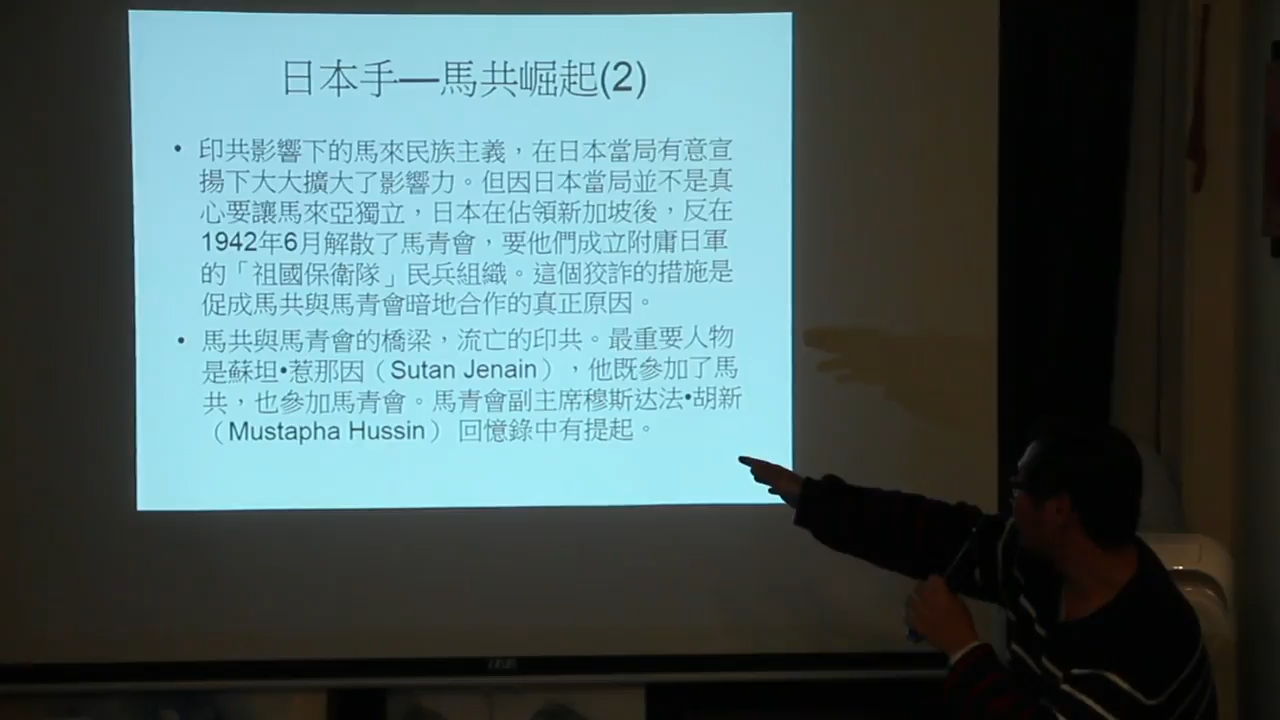 日本手—馬共崛起(2)
• 印共影響下的馬來民族主義，在日本當局有意宣
揚下大大擴大了影響力。但因日本當局並不是真
心要讓馬來亞獨立，日本在佔領新加坡後，反在
1942年6月解散了馬青會，要他們成立附庸日軍
的「祖國保衛隊」民兵組織。這個狡詐的措施是
促成馬共與馬青會暗地合作的真正原因。
• 馬共與馬青會的橋梁，流亡的印共。最重要人物
是蘇坦•惹那因（Sutan Jenain），他既參加了馬
共，也參加馬青會。馬青會副主席穆斯达法•胡新
（Mustapha Hussin） 回憶錄中有提起。